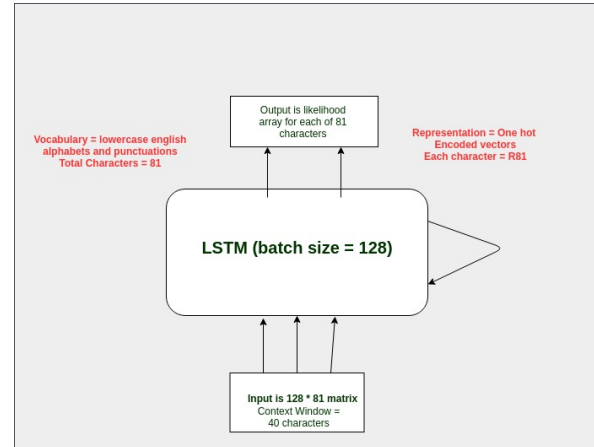 Output is likelihood
array for each of 81
characters
Vocabulary = lowercase english
alphabets and punctuations
Total Characters = 81
Representation = One hot
Encoded vectors
Each character = R81
LSTM (batch size = 128)
Input is 128 * 81 matrix
Context Window =
40 characters